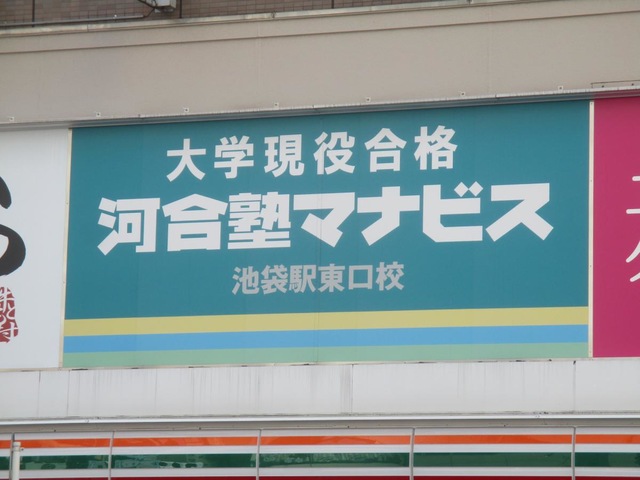 大学現役合格
河合塾マナビス
池袋駅東口校